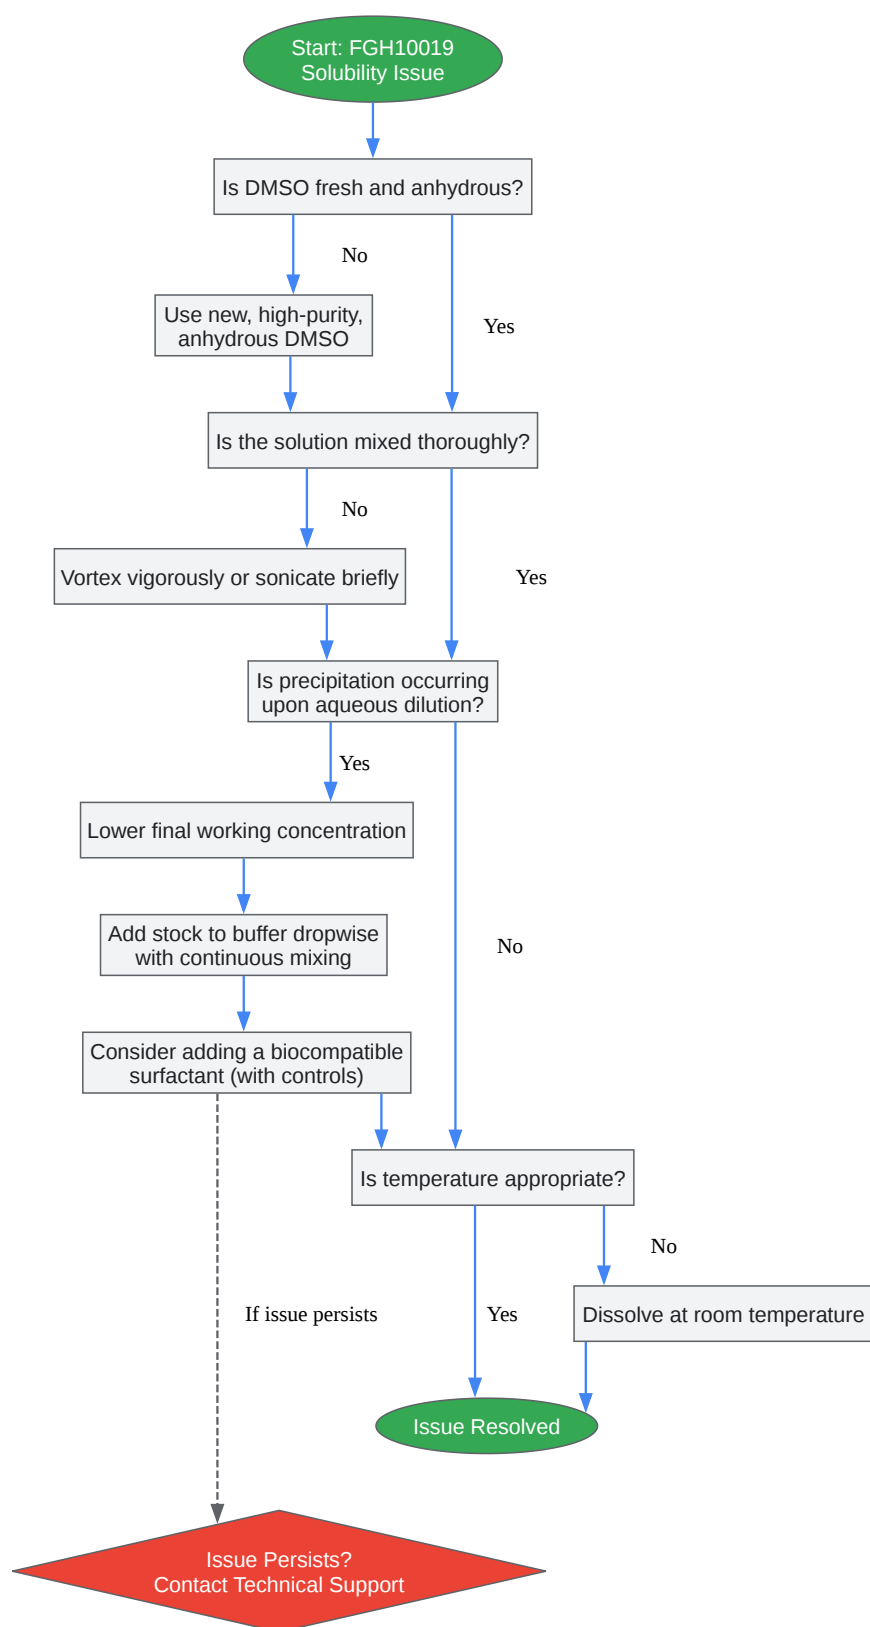 Start: FGH10019
Solubility Issue
Is DMSO fresh and anhydrous?
No
Use new, high-purity,
anhydrous DMSO
Yes
Is the solution mixed thoroughly?
No
Vortex vigorously or sonicate briefly
Yes
Is precipitation occurring
upon aqueous dilution?
Yes
Lower final working concentration
Add stock to buffer dropwise
with continuous mixing
No
Consider adding a biocompatible
surfactant (with controls)
Is temperature appropriate?
No
If issue persists
Yes
Dissolve at room temperature
Issue Resolved
Issue Persists?
Contact Technical Support